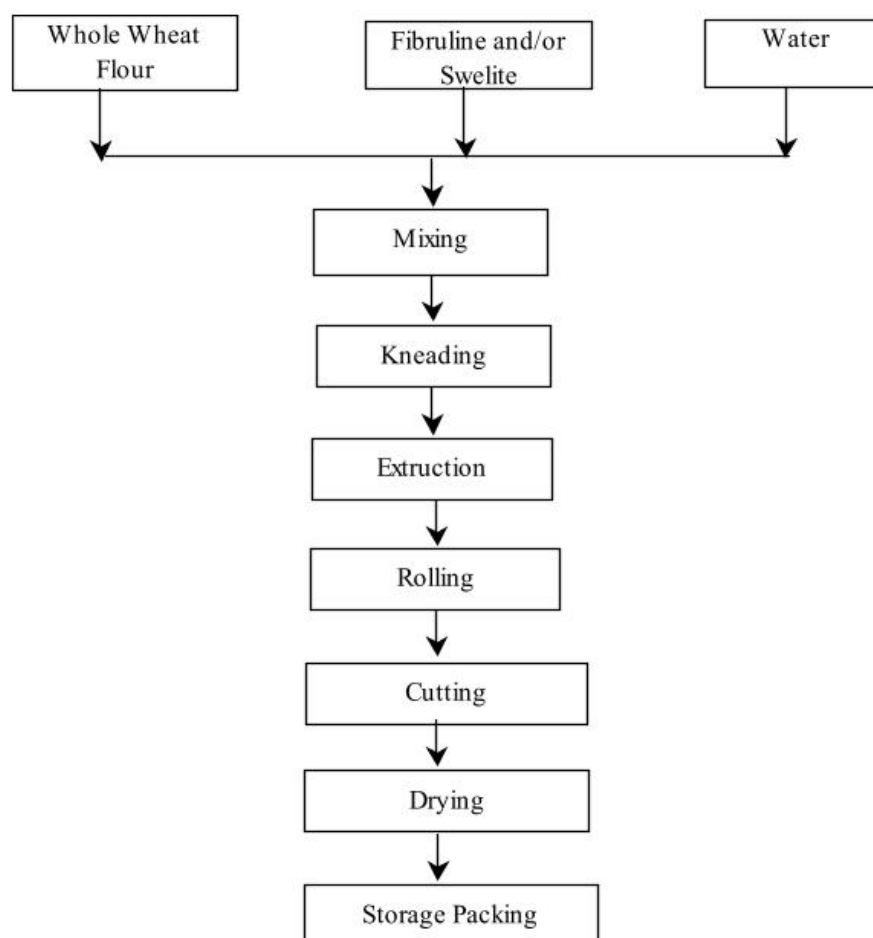 Whole Wheat
Flour
Fibruline and/or
Swelite
Water
Mixing
Kneading
Extruction
Rolling
Cutting
Drying
Storage Packing